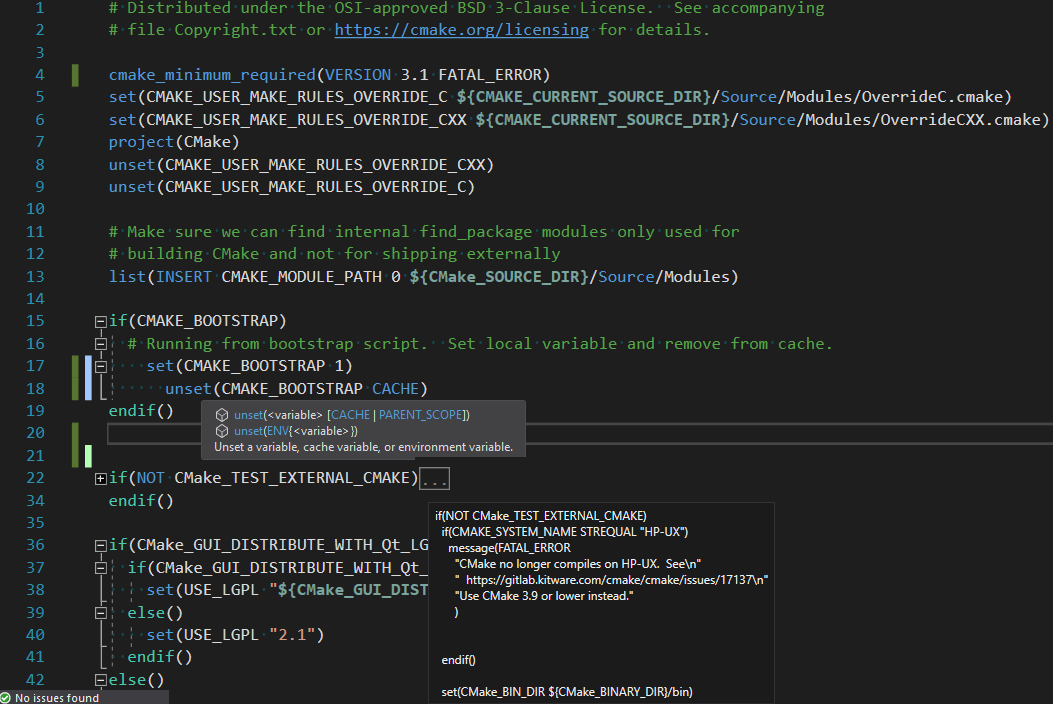 1 # Distributed under the OSI-approved BSD 3-Clause License.  See accompanying
2 # file Copyright.txt or https://cmake.org/licensing for details.
3
4 cmake_minimum_required(VERSION 3.1 FATAL_ERROR)
5 set(CMAKE_USER_MAKE_RULES_OVERRIDE_C ${CMAKE_CURRENT_SOURCE_DIR}/Source/Modules/OverrideC.cmake)
6 set(CMAKE_USER_MAKE_RULES_OVERRIDE_CXX ${CMAKE_CURRENT_SOURCE_DIR}/Source/Modules/OverrideCXX.cmake)
7 project(CMake)
8 unset(CMAKE_USER_MAKE_RULES_OVERRIDE_CXX)
9 unset(CMAKE_USER_MAKE_RULES_OVERRIDE_C)
10
11 # Make sure we can find internal find_package modules only used for
12 # building CMake and not for shipping externally
13 list(INSERT CMAKE_MODULE_PATH 0 ${CMake_SOURCE_DIR}/Source/Modules)
14
15 if(CMAKE_BOOTSTRAP)
16   # Running from bootstrap script.  Set local variable and remove from cache.
17     set(CMAKE_BOOTSTRAP 1)
18       unset(CMAKE_BOOTSTRAP CACHE)
19 endif()
unset(<variable> [CACHE|PARENT_SCOPE])
unset(ENV{<variable>})
Unset a variable, cache variable, or environment variable.
20
21
22 if(NOT CMake_TEST_EXTERNAL_CMAKE)...
34 endif()
35
36 if(CMake_GUI_DISTRIBUTE_WITH_Qt_LG
37   if(CMake_GUI_DISTRIBUTE_WITH_Qt_
38     set(USE_LGPL "${CMake_GUI_DIST
39   else()
40     set(USE_LGPL "2.1")
41   endif()
42 else()
if(NOT CMake_TEST_EXTERNAL_CMAKE)
if(CMAKE_SYSTEM_NAME STREQUAL "HP-UX")
message(FATAL_ERROR
"CMake no longer compiles on HP-UX.  See\n"
"  https://gitlab.kitware.com/cmake/cmake/issues/17137\n"
"Use CMake 3.9 or lower instead."
)
endif()
set(CMake_BIN_DIR ${CMake_BINARY_DIR}/bin)
No issues found